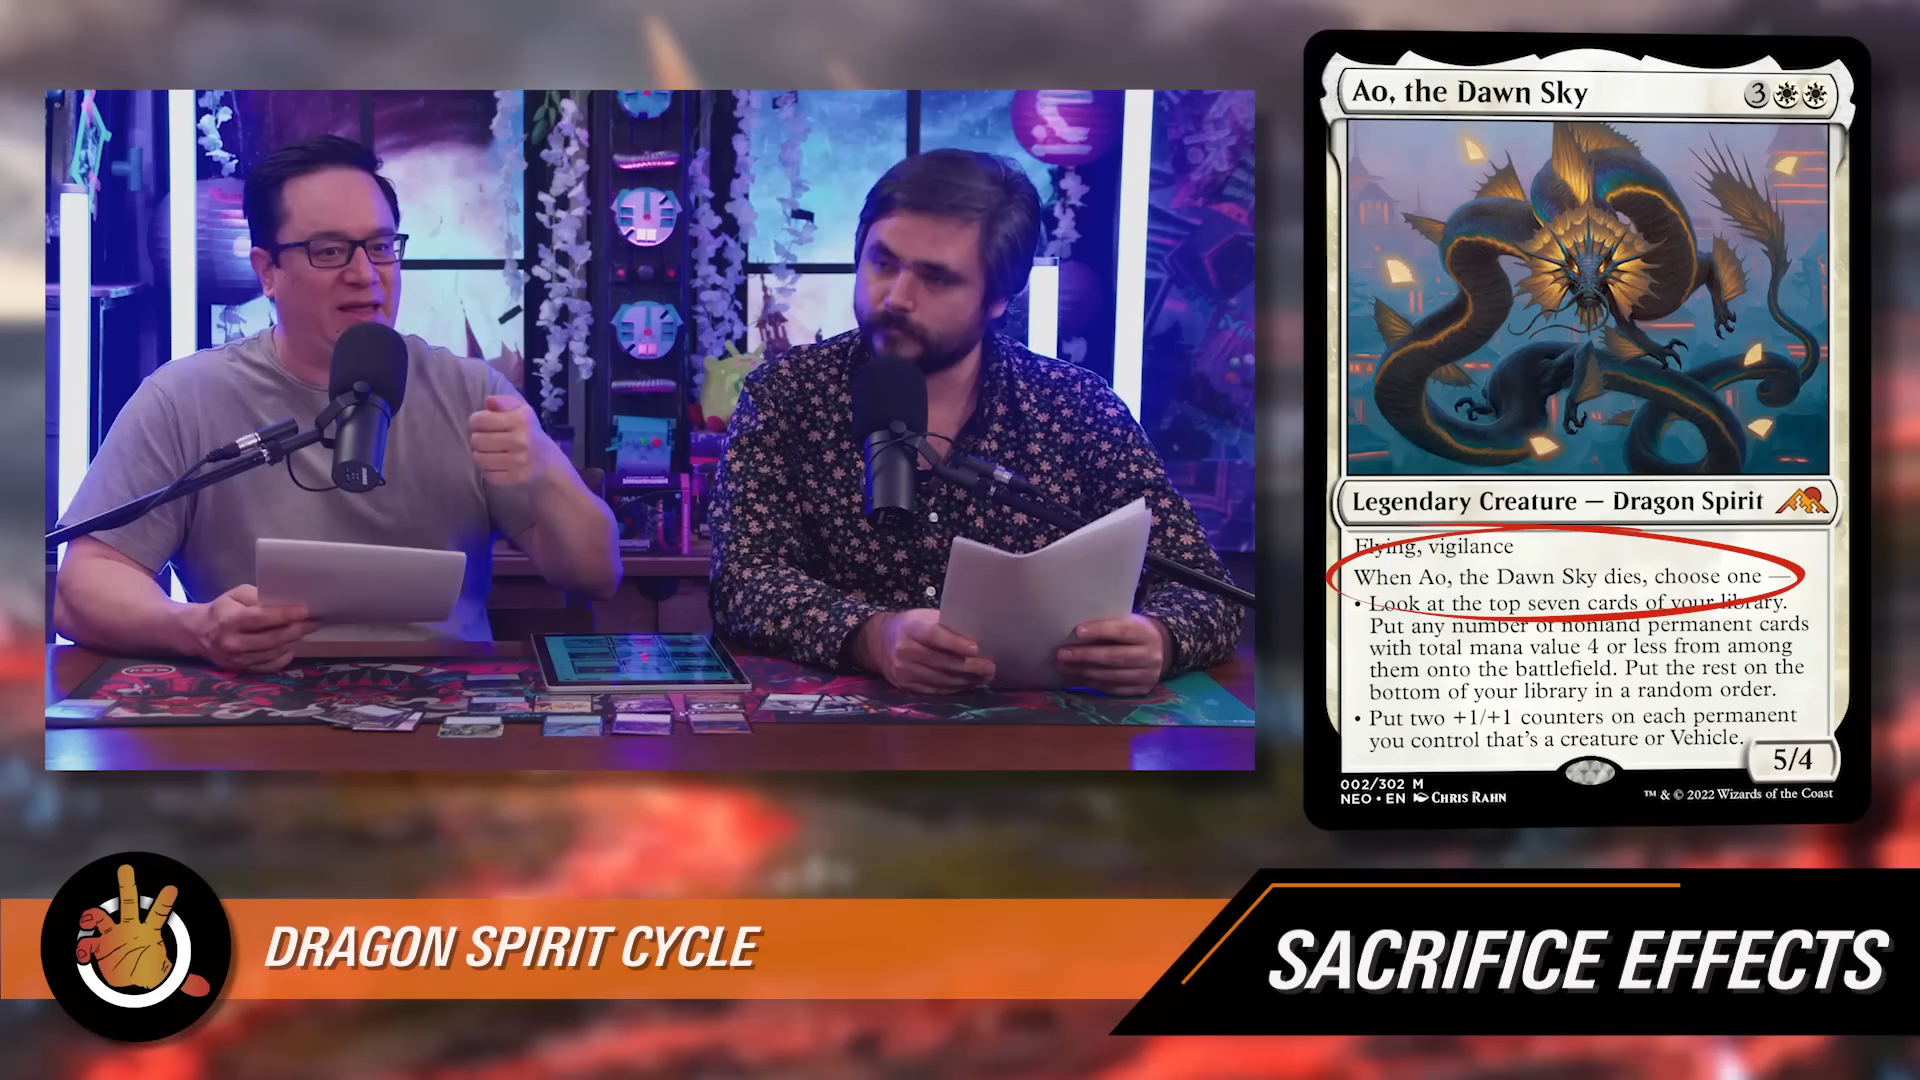 Ao, the Dawn Sky 3
Legendary Creature — Dragon Spirit
Flying, vigilance
When Ao, the Dawn Sky dies, choose one —
• Look at the top seven cards of your library.
Put any number of nonland permanent cards
with total mana value 4 or less from among
them onto the battlefield. Put the rest on the
bottom of your library in a random order.
• Put two +1/+1 counters on each permanent
you control that's a creature or Vehicle.
5/4
002/302 M
NEO • EN CHRIS RAHN
™ & © 2022 Wizards of the Coast
DRAGON SPIRIT CYCLE
SACRIFICE EFFECTS